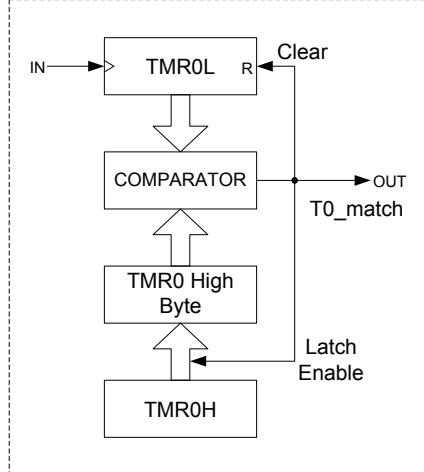 IN
TMR0L
R
Clear
COMPARATOR
OUT
T0_match
TMR0 High
Byte
Latch
Enable
TMR0H